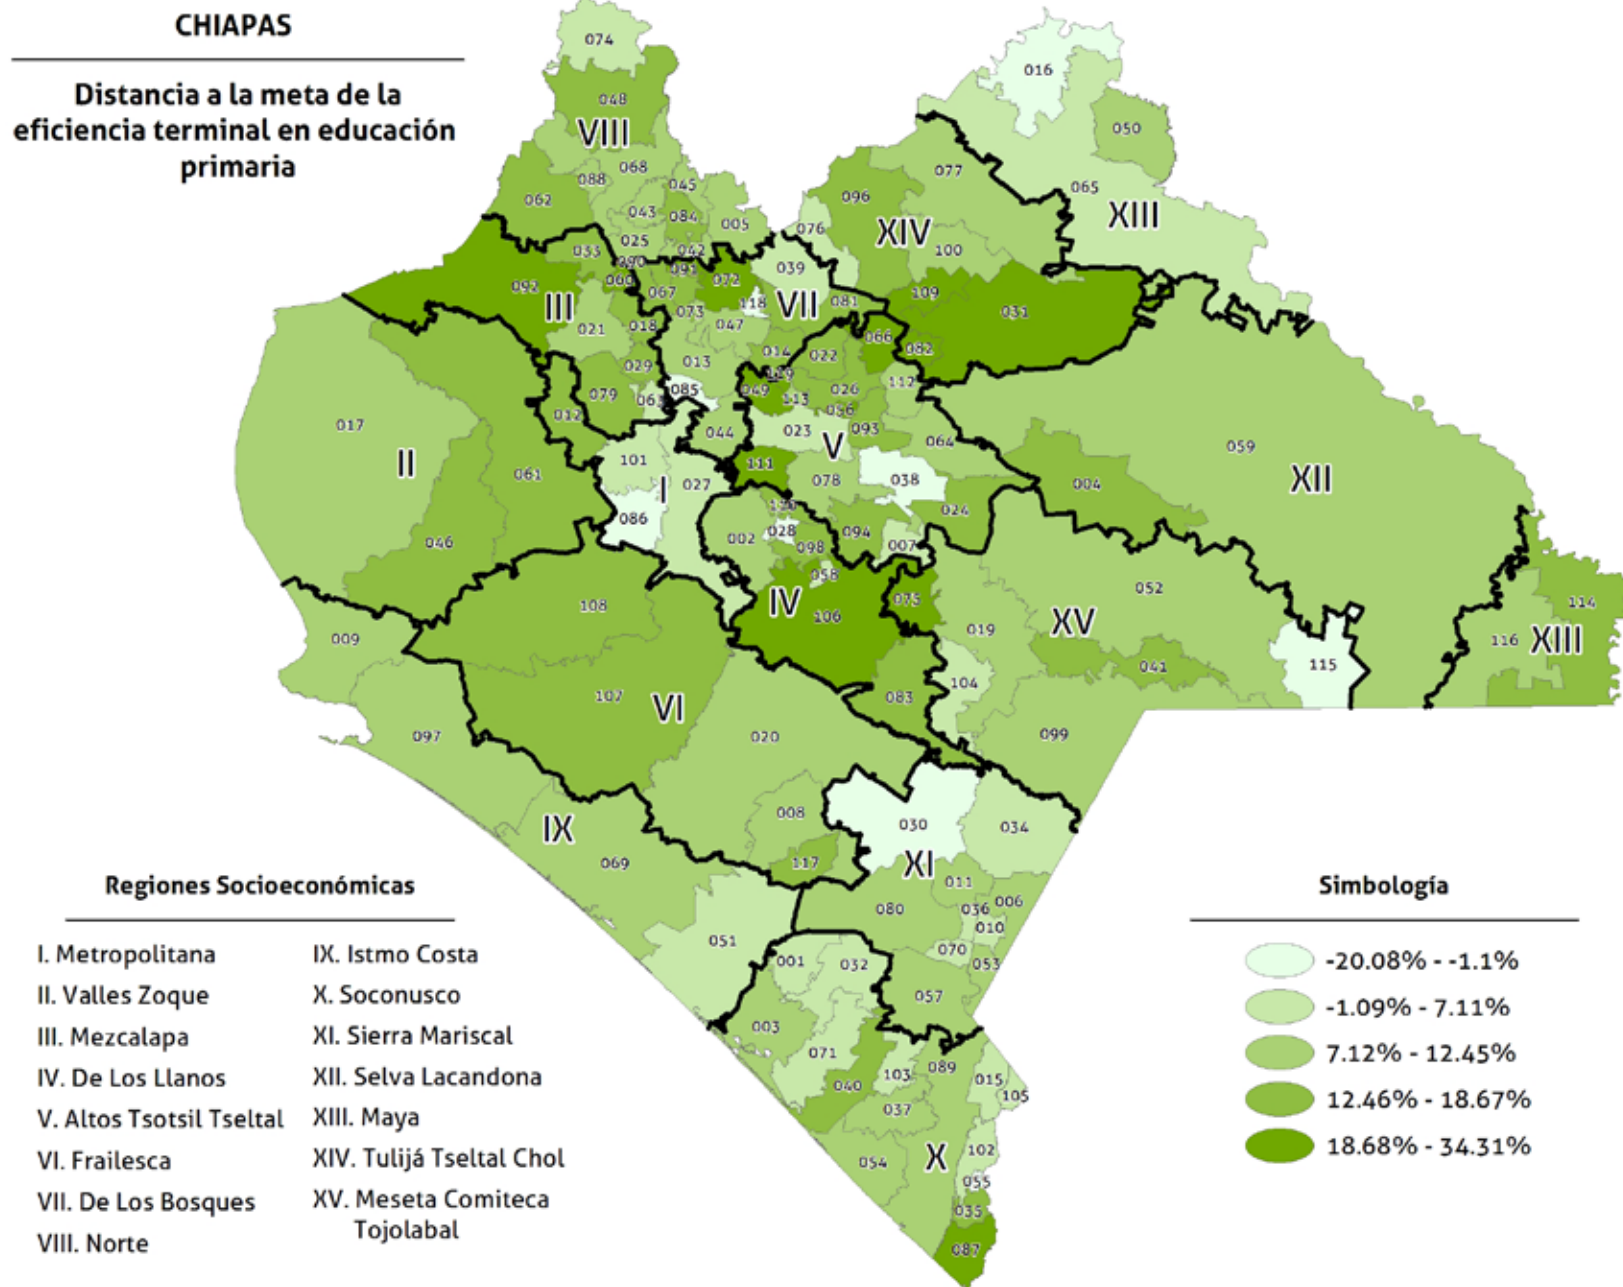 CHIAPAS
Distancia a la meta de la
eficiencia terminal en educación
primaria
074
016
048
050
VIII
068
077
088
045
065
096
062
XIII
043
084
005
076
XIV
025
042
100
033
090
091
039
060
072
092
067
109
III
118
VII
081
031
073
021
018
047
066
082
014
022
013
029
119
112
085
049
026
079
063
113
056
012
017
044
023
093
V
064
059
II
101
111
XII
061
027
078
038
004
I
086
110
024
028
094
046
002
098
007
058
052
108
IV
075
114
106
XV
009
019
116
XIII
041
115
104
107
083
VI
097
020
099
008
030
034
IX
117
069
XI
011
080
036
006
010
051
070
001
032
053
057
003
071
089
103
015
040
105
037
X
102
054
055
035
087
Regiones Socioeconómicas
I. Metropolitana
II. Valles Zoque
III. Mezcalapa
IV. De Los Llanos
V. Altos Tsotsil Tseltal
VI. Frailesca
VII. De Los Bosques
VIII. Norte
IX. Istmo Costa
X. Soconusco
XI. Sierra Mariscal
XII. Selva Lacandona
XIII. Maya
XIV. Tulijá Tseltal Chol
XV. Meseta Comiteca
Tojolabal
Simbología
-20.08% - -1.1%
-1.09% - 7.11%
7.12% - 12.45%
12.46% - 18.67%
18.68% - 34.31%